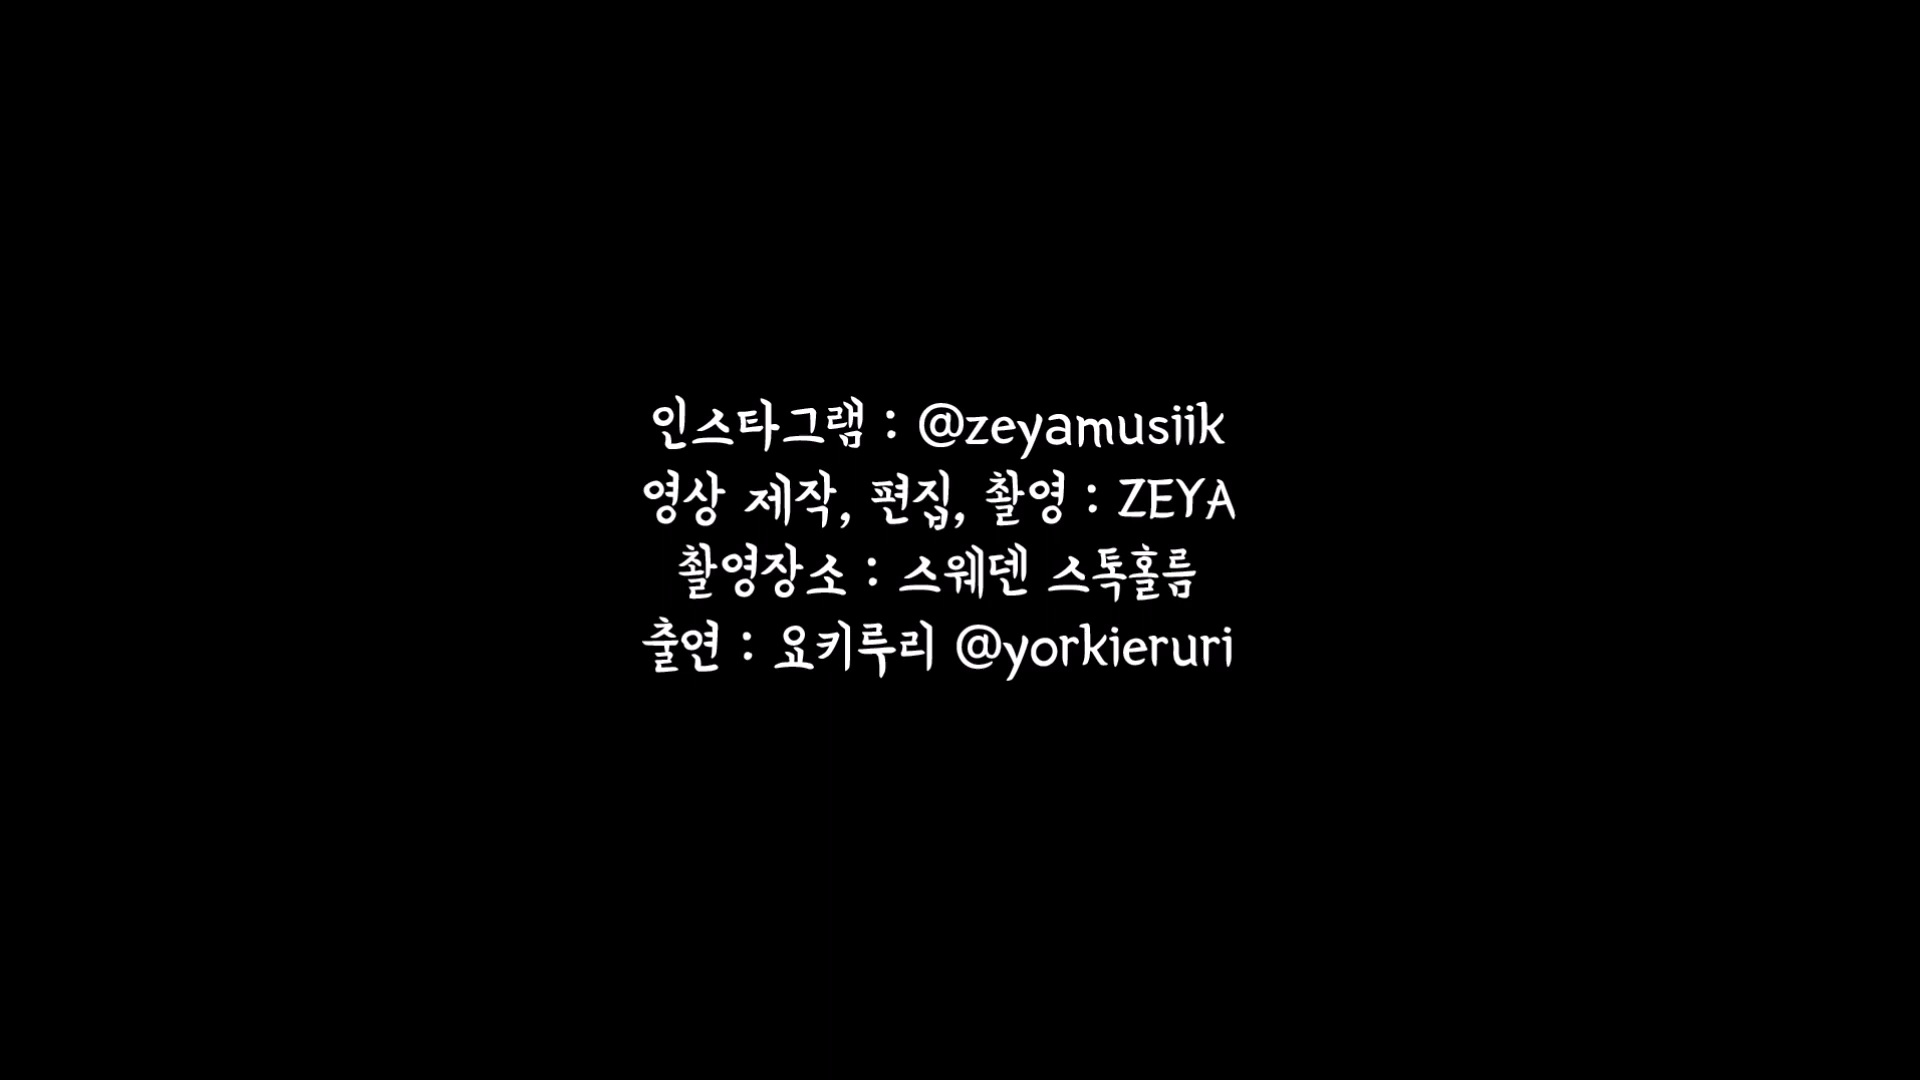 인스타그램 : @zeyamusiik
영상 제작, 편집, 촬영 : ZEYA
촬영장소 : 스웨덴 스톡홀름
출연 : 요키루리 @yorkieruri